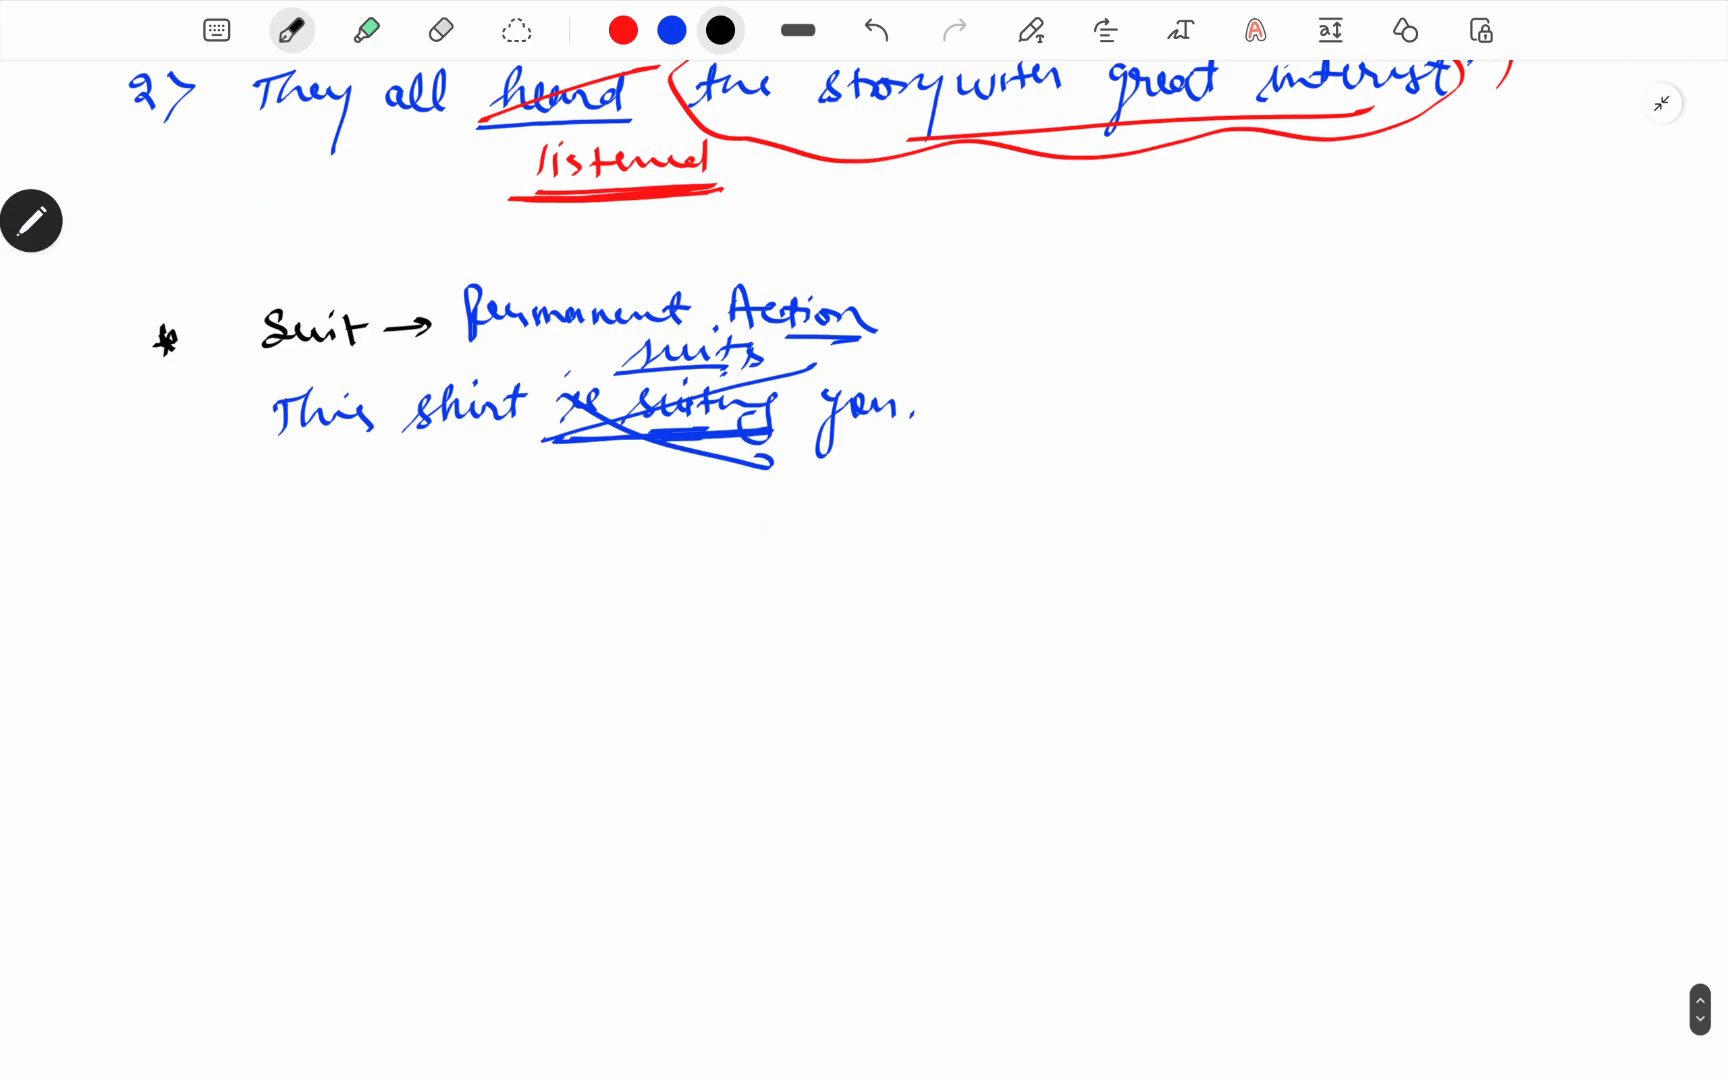 2> They all heard (the story with great interest)
listened
* Suit → Permanent Action
suits
This shirt is suiting you.